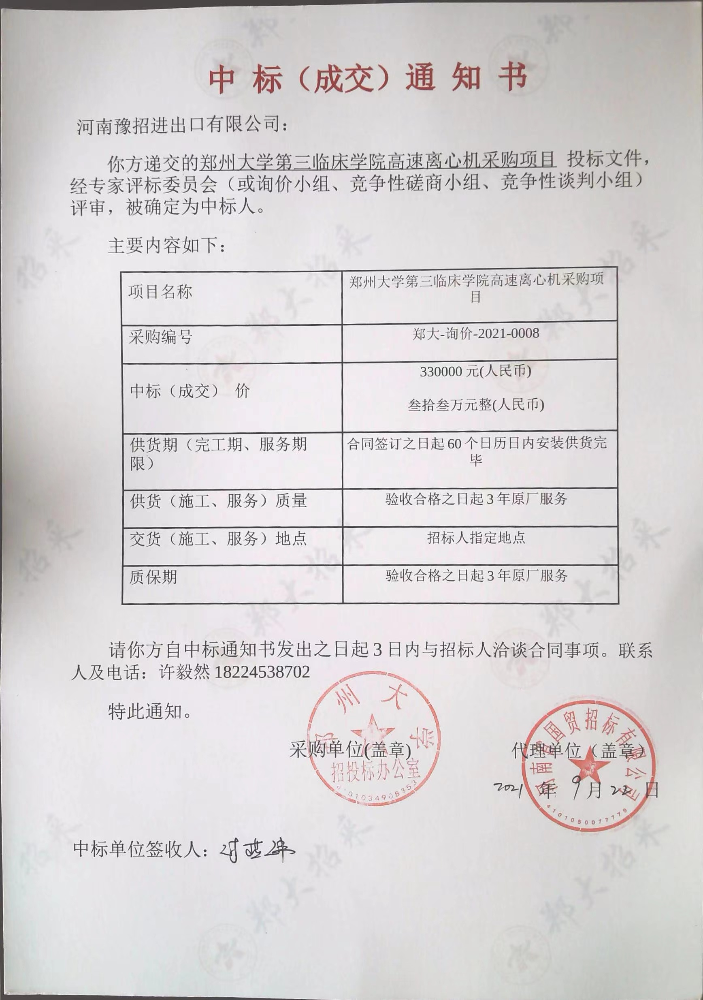 中 标（成交）通 知 书
河南豫招进出口有限公司：
你方递交的郑州大学第三临床学院高速离心机采购项目 投标文件，
经专家评标委员会（或询价小组、竞争性磋商小组、竞争性谈判小组）
评审，被确定为中标人。
主要内容如下：
项目名称
郑州大学第三临床学院高速离心机采购项
目
采购编号
郑大-询价-2021-0008
中标（成交） 价
330000 元(人民币)
叁拾叁万元整(人民币)
供货期（完工期、服务期
限）
合同签订之日起 60 个日历日内安装供货完
毕
供货（施工、服务）质量
验收合格之日起 3 年原厂服务
交货（施工、服务）地点
招标人指定地点
质保期
验收合格之日起 3 年原厂服务
请你方自中标通知书发出之日起 3 日内与招标人洽谈合同事项。联系
人及电话：许毅然 18224538702
特此通知。
采购单位(盖章)
郑州大学
招投标办公室
4101034908353
代理单位（盖章）
河南省国贸招标有限公司
4101050077779
2021 年 9 月 22 日
中标单位签收人：
郑大招采